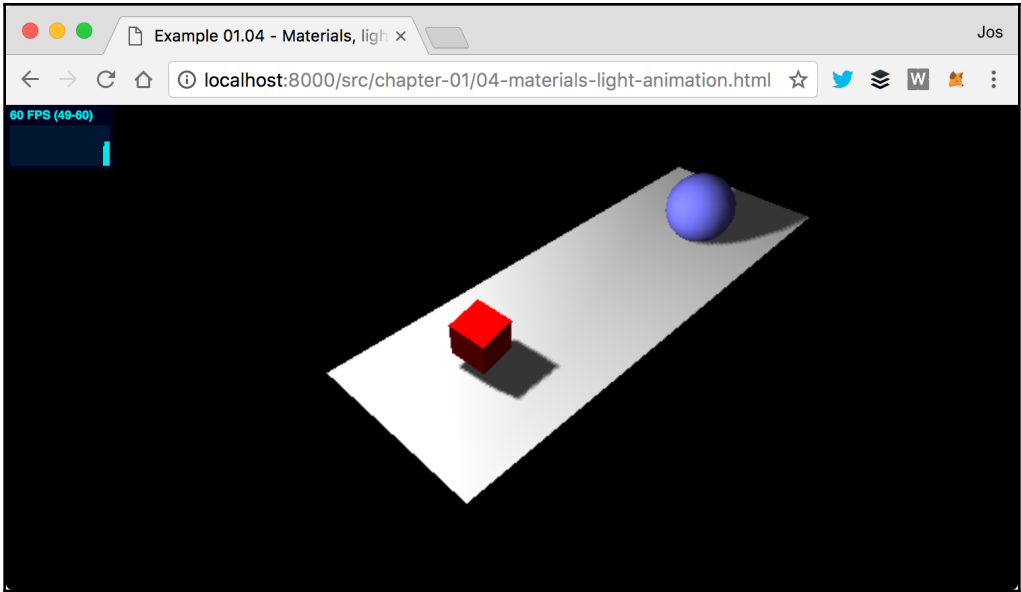 Example 01.04 - Materials, ligh
Jos
localhost:8000/src/chapter-01/04-materials-light-animation.html
W
60 FPS (49-60)